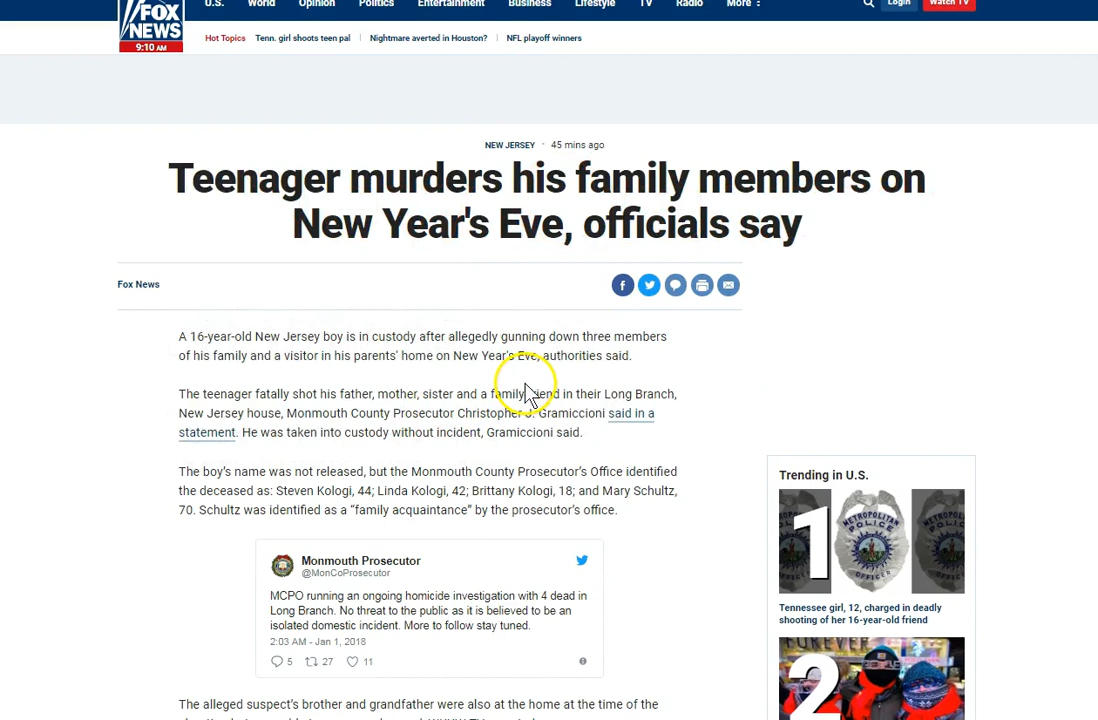 U.S. World Opinion Politics Entertainment Business Lifestyle TV Radio More Login Watch TV
FOX
NEWS
9:10 AM
Hot Topics Tenn. girl shoots teen pal Nightmare averted in Houston? NFL playoff winners
NEW JERSEY · 45 mins ago
Teenager murders his family members on
New Year's Eve, officials say
Fox News
A 16-year-old New Jersey boy is in custody after allegedly gunning down three members
of his family and a visitor in his parents' home on New Year's Eve, authorities said.
The teenager fatally shot his father, mother, sister and a family friend in their Long Branch,
New Jersey house, Monmouth County Prosecutor Christopher J. Gramiccioni said in a
statement. He was taken into custody without incident, Gramiccioni said.
The boy's name was not released, but the Monmouth County Prosecutor's Office identified
the deceased as: Steven Kologi, 44; Linda Kologi, 42; Brittany Kologi, 18; and Mary Schultz,
70. Schultz was identified as a “family acquaintance” by the prosecutor's office.
Monmouth Prosecutor
@MonCoProsecutor
MCPO running an ongoing homicide investigation with 4 dead in
Long Branch. No threat to the public as it is believed to be an
isolated domestic incident. More to follow stay tuned.
2:03 AM - Jan 1, 2018
5 27 11
The alleged suspect's brother and grandfather were also at the home at the time of the
Trending in U.S.
1
METROPOLITAN
POLICE
OFFICER
Tennessee girl, 12, charged in deadly
shooting of her 16-year-old friend
FOREVER
2